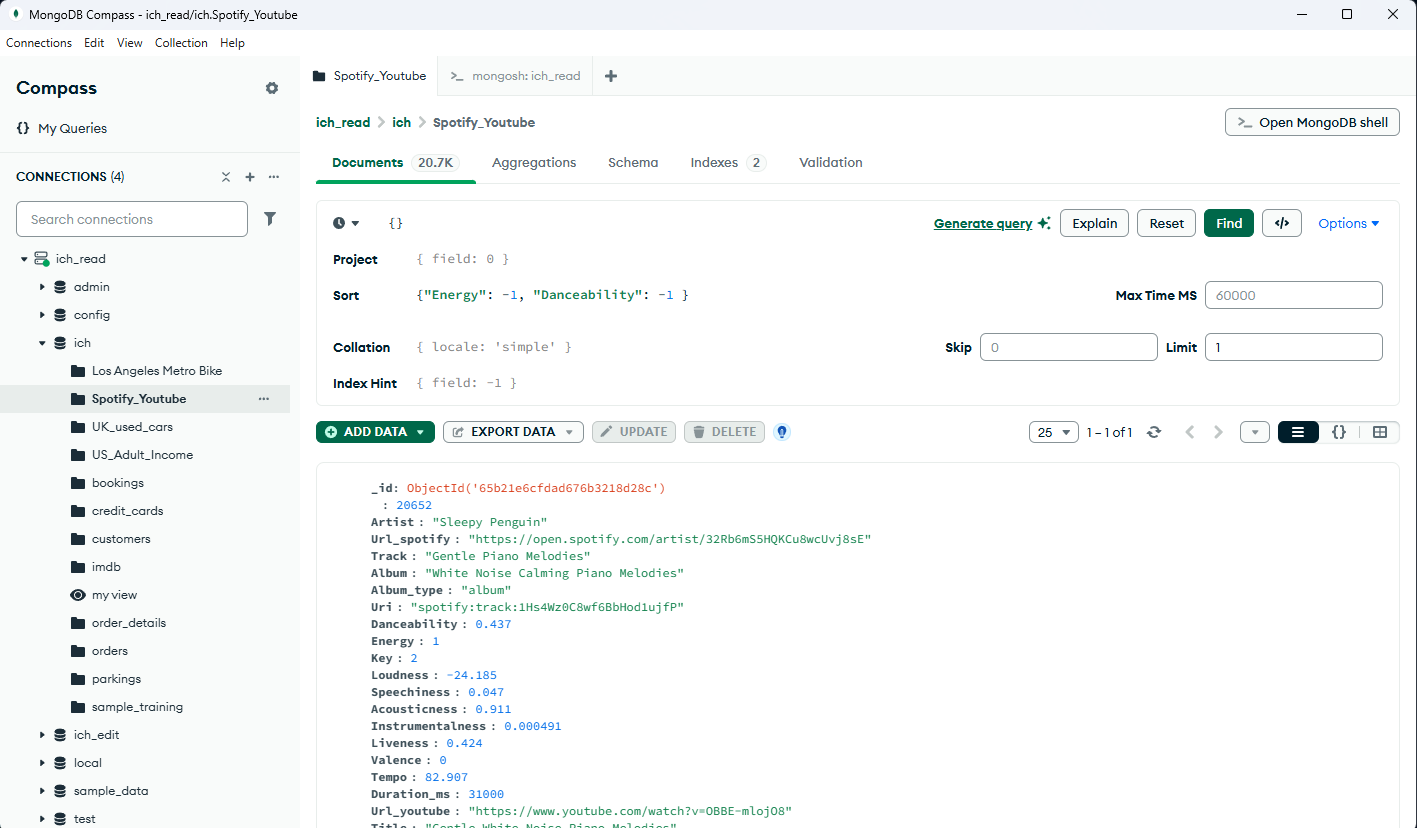 MongoDB Compass - ich_read/ich.Spotify_Youtube
Connections Edit View Collection Help
Compass
{} My Queries
CONNECTIONS (4)
Search connections
ich_read
admin
config
ich
Los Angeles Metro Bike
Spotify_Youtube
UK_used_cars
US_Adult_Income
bookings
credit_cards
customers
imdb
my view
order_details
orders
parkings
sample_training
ich_edit
local
sample_data
test
Spotify_Youtube
>_ mongosh: ich_read
ich_read > ich > Spotify_Youtube
>_ Open MongoDB shell
Documents 20.7K Aggregations Schema Indexes 2 Validation
{}
Generate query Explain Reset Find </> Options
Project { field: 0 }
Sort {"Energy": -1, "Danceability": -1 }
Max Time MS 60000
Collation { locale: 'simple' }
Skip 0 Limit 1
Index Hint { field: -1 }
ADD DATA EXPORT DATA UPDATE DELETE
25 1 – 1 of 1 {}
_id: ObjectId('65b21e6cfdad676b3218d28c')
: 20652
Artist : "Sleepy Penguin"
Url_spotify : "https://open.spotify.com/artist/32Rb6mS5HQKCu8wcUvj8sE"
Track : "Gentle Piano Melodies"
Album : "White Noise Calming Piano Melodies"
Album_type : "album"
Uri : "spotify:track:1Hs4Wz0C8wf6BbHod1ujfP"
Danceability : 0.437
Energy : 1
Key : 2
Loudness : -24.185
Speechiness : 0.047
Acousticness : 0.911
Instrumentalness : 0.000491
Liveness : 0.424
Valence : 0
Tempo : 82.907
Duration_ms : 31000
Url_youtube : "https://www.youtube.com/watch?v=OBBE-mlojO8"
Title : "Gentle White Noise Piano Melodies"